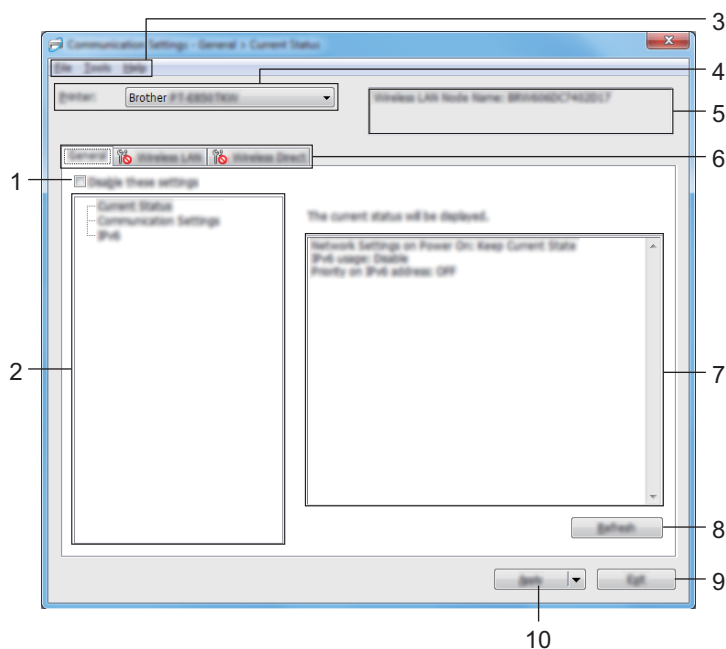 3
Communication Settings - General > Current Status
File Tools Help
4
Printer:
Brother
Wireless LAN Node Name:
5
General
Wireless LAN
Wireless Direct
6
1
Disable these settings
Current Status
Communication Settings
IPv6
The current status will be displayed.
Network Settings on Power On: Keep Current State
IPv6 usage: Disable
Priority on IPv6 address: OFF
2
7
Refresh
8
Apply
Exit
9
10